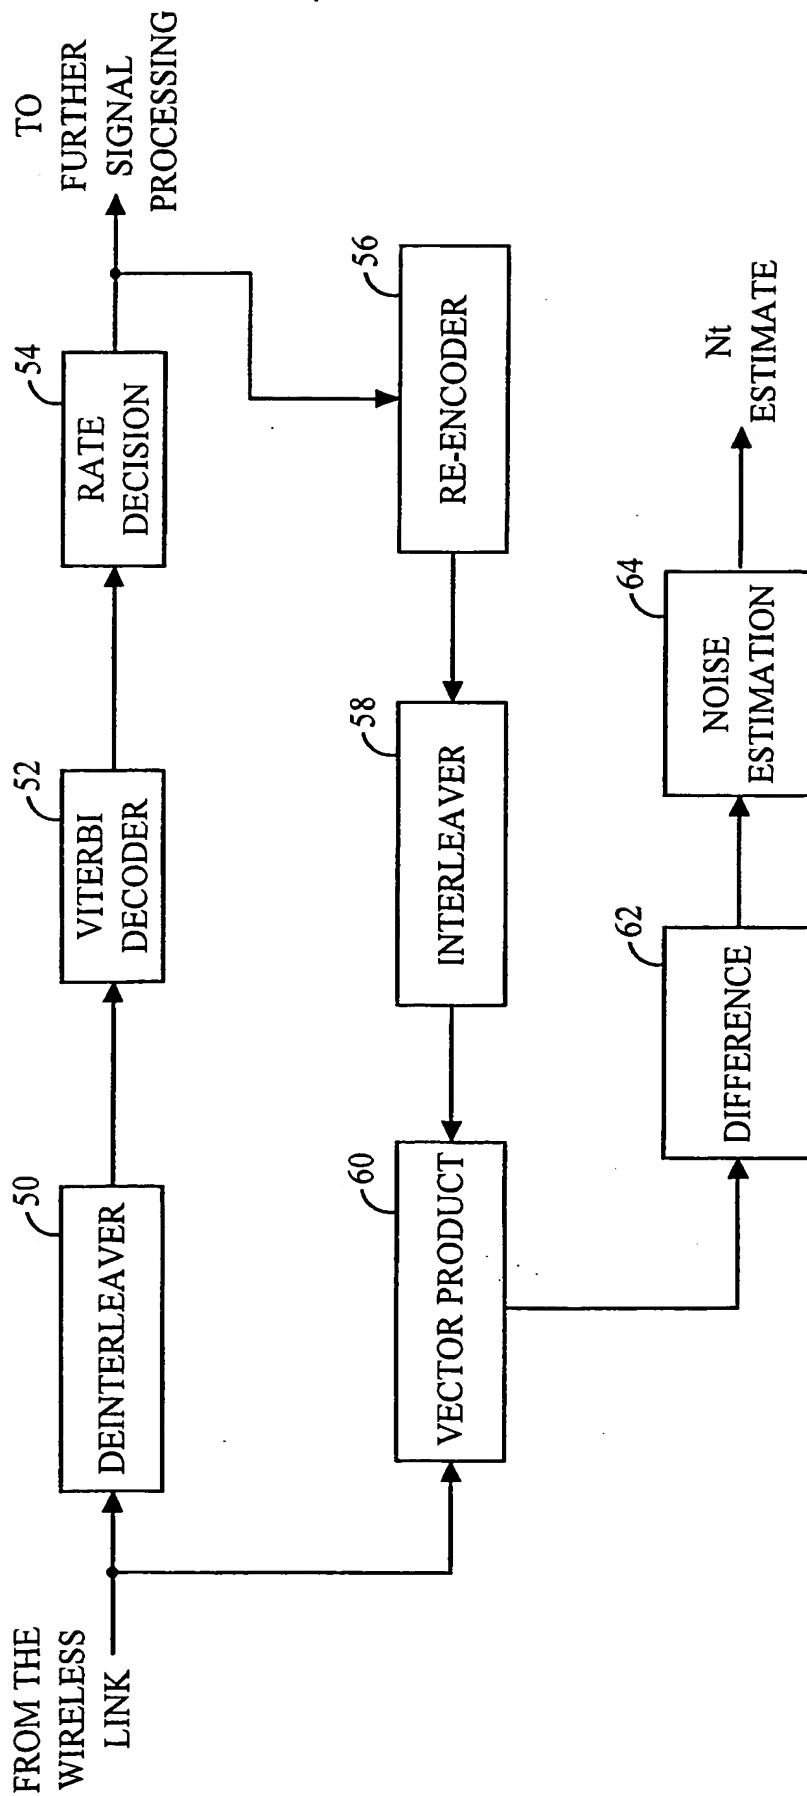 FROM THE
WIRELESS
LINK
50
DEINTERLEAVER
52
VITERBI
DECODER
54
RATE
DECISION
TO
FURTHER
SIGNAL
PROCESSING
60
VECTOR PRODUCT
58
INTERLEAVER
56
RE-ENCODER
62
DIFFERENCE
64
NOISE
ESTIMATION
Nt
ESTIMATE